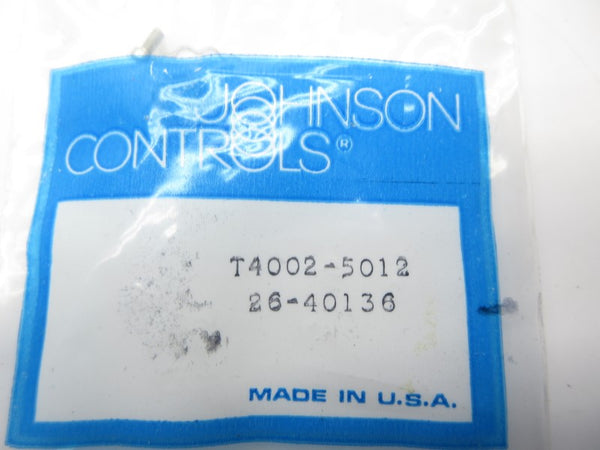 JOHNSON
CONTROLS®
T4002-5012
26-40136
MADE IN U.S.A.